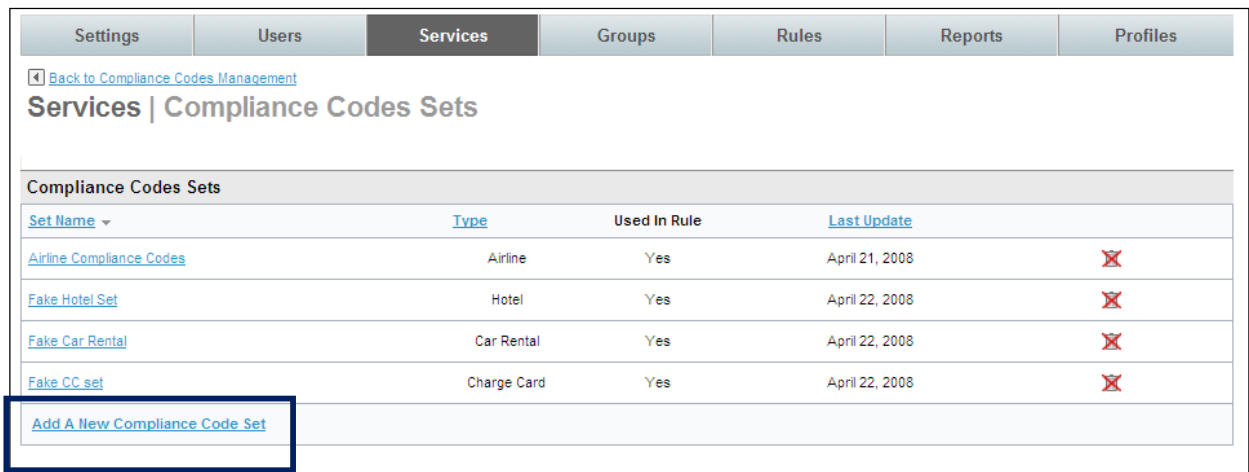 Settings Users Services Groups Rules Reports Profiles
Back to Compliance Codes Management
Services | Compliance Codes Sets
Compliance Codes Sets
Set Name Type Used In Rule Last Update
Airline Compliance Codes Airline Yes April 21, 2008
Fake Hotel Set Hotel Yes April 22, 2008
Fake Car Rental Car Rental Yes April 22, 2008
Fake CC set Charge Card Yes April 22, 2008
Add A New Compliance Code Set